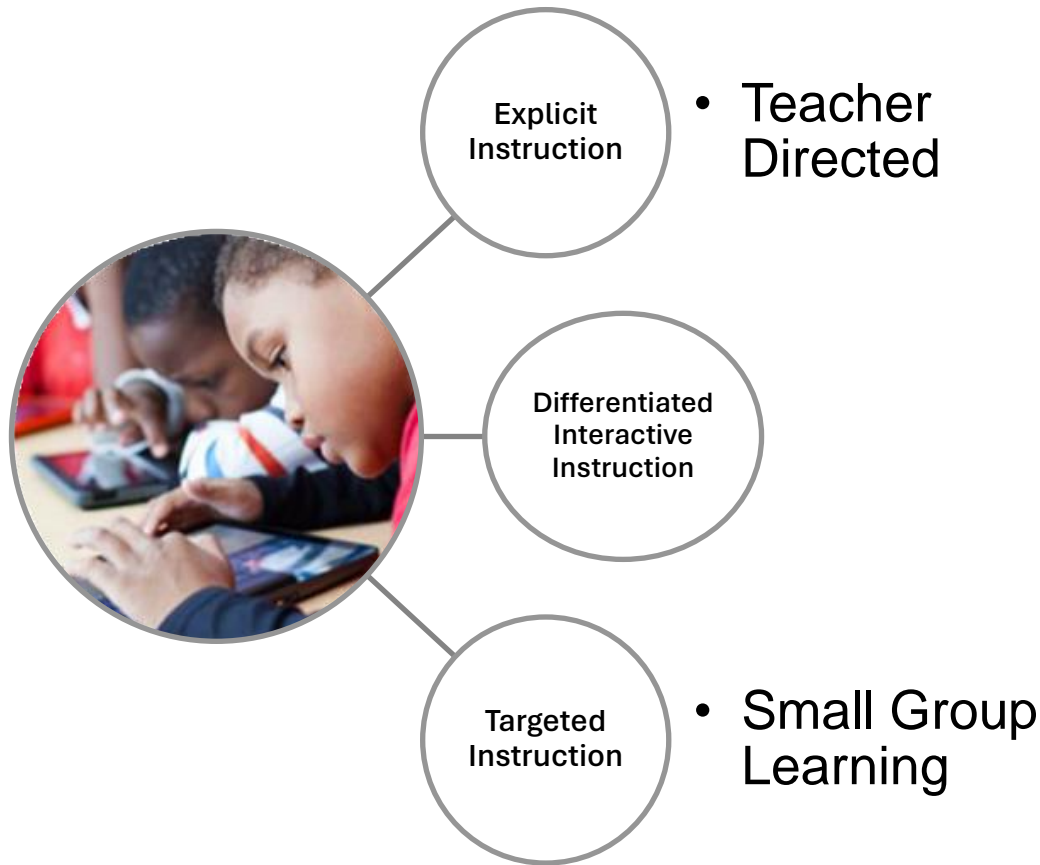 Explicit
Instruction
• Teacher
Directed
Differentiated
Interactive
Instruction
Targeted
Instruction
• Small Group
Learning